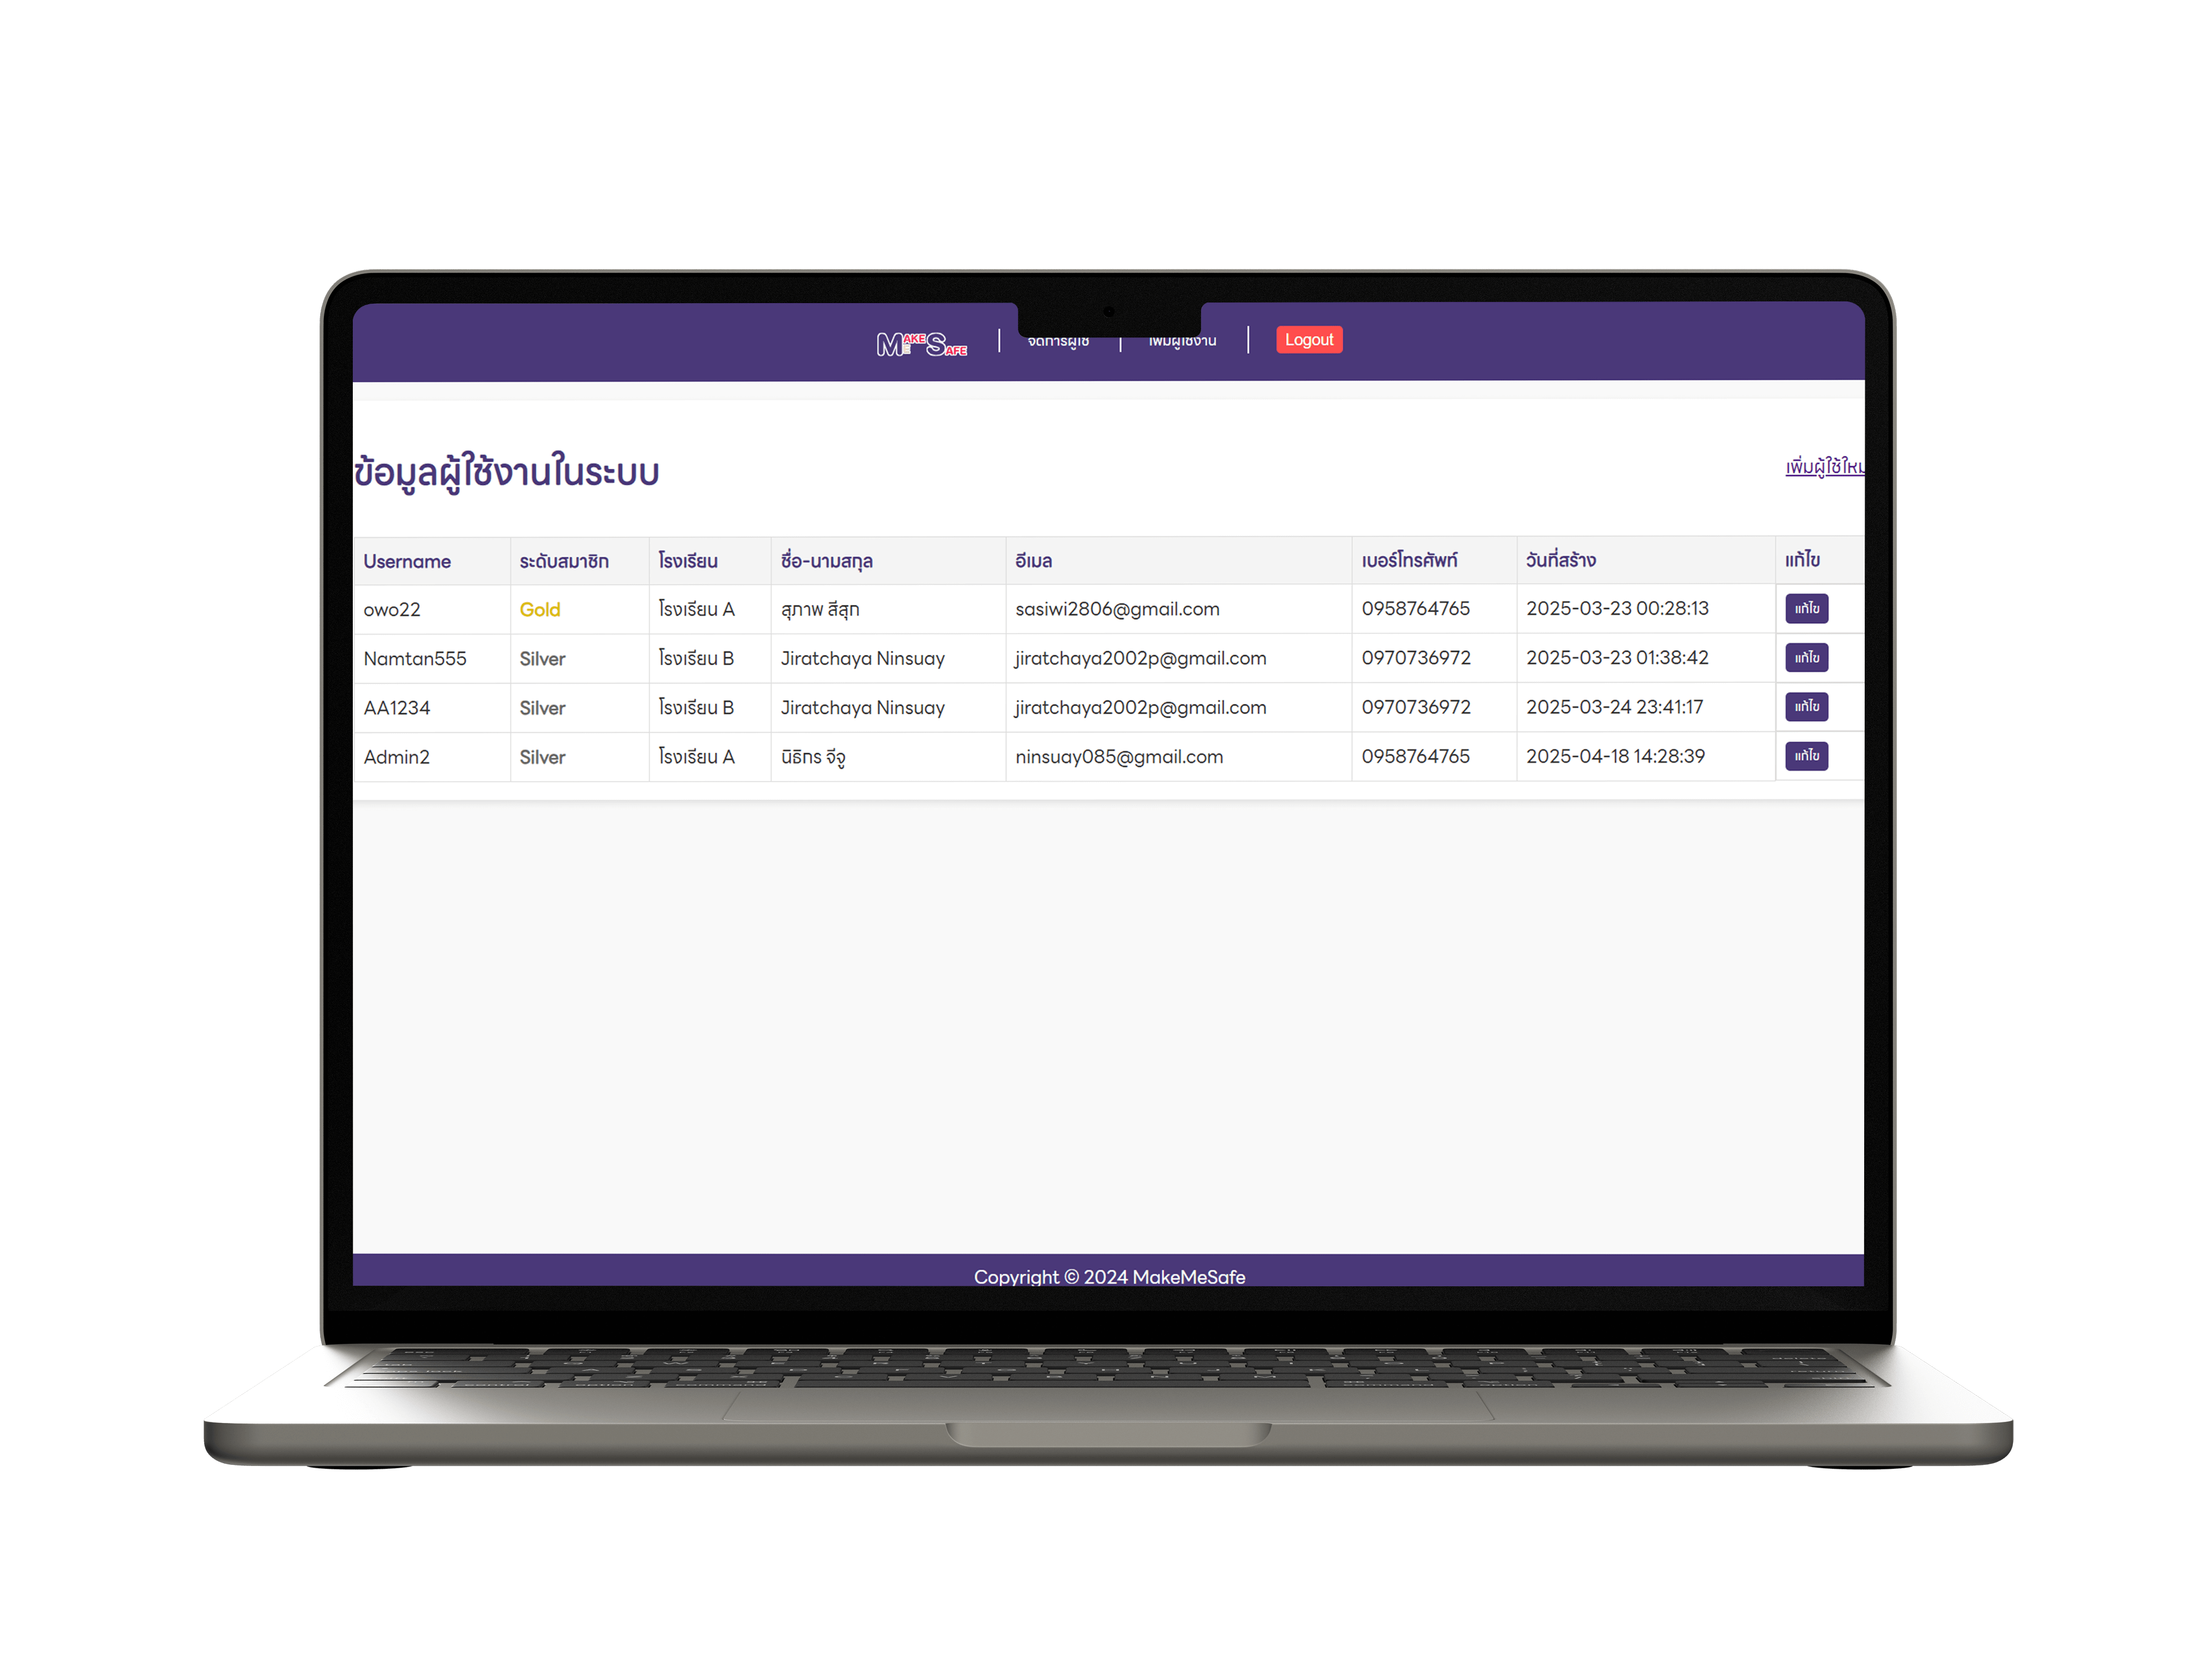 MAKE ME SAFE | จัดการผู้ใช้ | เพิ่มผู้ใช้งาน | Logout
ข้อมูลผู้ใช้งานในระบบ เพิ่มผู้ใช้ใหม
Username ระดับสมาชิก โรงเรียน ชื่อ-นามสกุล อีเมล เบอร์โทรศัพท์ วันที่สร้าง แก้ไข
owo22 Gold โรงเรียน A สุภาพ สีสุก sasiwi2806@gmail.com 0958764765 2025-03-23 00:28:13 แก้ไข
Namtan555 Silver โรงเรียน B Jiratchaya Ninsuay jiratchaya2002p@gmail.com 0970736972 2025-03-23 01:38:42 แก้ไข
AA1234 Silver โรงเรียน B Jiratchaya Ninsuay jiratchaya2002p@gmail.com 0970736972 2025-03-24 23:41:17 แก้ไข
Admin2 Silver โรงเรียน A นิธิกร จีจู ninsuay085@gmail.com 0958764765 2025-04-18 14:28:39 แก้ไข
Copyright © 2024 MakeMeSafe